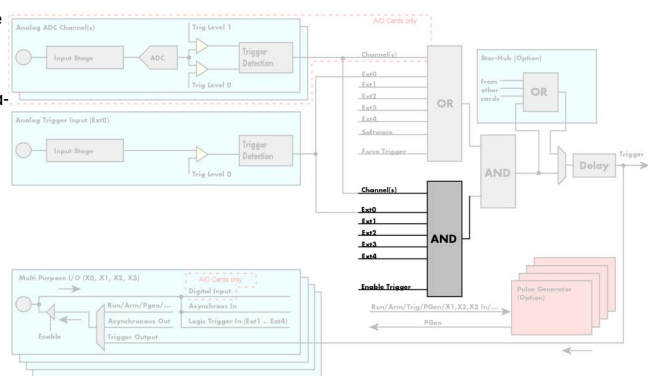 e
g-
Analog ADC Channel(s)
Trig Level 1
A/D Cards only
Input Stage
ADC
Trigger
Detection
Trig Level 0
Analog Trigger Input (Ext0)
Input Stage
Trigger
Detection
Trig Level 0
Channel(s)
Ext0
Ext1
Ext2
Ext3
Ext4
Software
Force Trigger
OR
Star-Hub (Option)
from
other
cards
OR
AND
Delay
Trigger
Channel(s)
Ext0
Ext1
Ext2
Ext3
Ext4
Enable Trigger
AND
Multi Purpose I/O (X0, X1, X2, X3)
A/D Cards only
Digital Input
Run/Arm/Pgen/...
Asynchronous Out
Trigger Output
Asynchronous In
Logic Trigger In (Ext1 .. Ext4)
Enable
Run/Arm/Trig/PGen/X1,X2,X3 In/...
PGen
Pulse Generator
(Option)